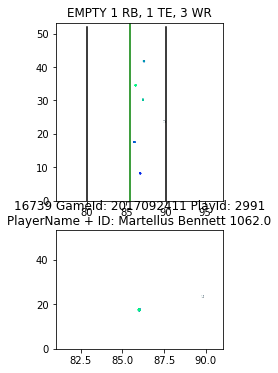 EMPTY 1 RB, 1 TE, 3 WR
50
40
30
20
10
0
80 85 90 95
16739 GameId: 2017092411 PlayId: 2991
PlayerName + ID: Martellus Bennett 1062.0
40
20
0
82.5 85.0 87.5 90.0